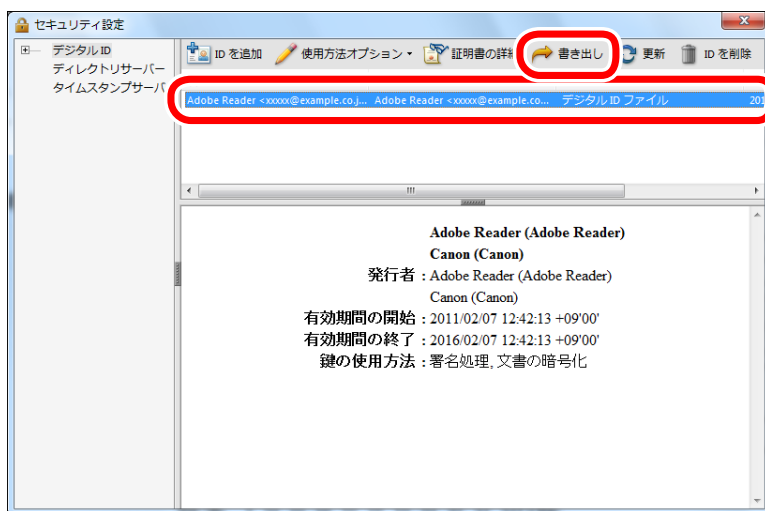 セキュリティ設定
デジタル ID
ディレクトリサーバー
タイムスタンプサーバ
ID を追加 使用方法オプション 証明書の詳細 書き出し 更新 ID を削除
Adobe Reader <xxxxx@example.co.j... Adobe Reader <xxxxx@example.co... デジタル ID ファイル 201
Adobe Reader (Adobe Reader)
Canon (Canon)
発行者 : Adobe Reader (Adobe Reader)
Canon (Canon)
有効期間の開始 : 2011/02/07 12:42:13 +09'00'
有効期間の終了 : 2016/02/07 12:42:13 +09'00'
鍵の使用方法 : 署名処理, 文書の暗号化